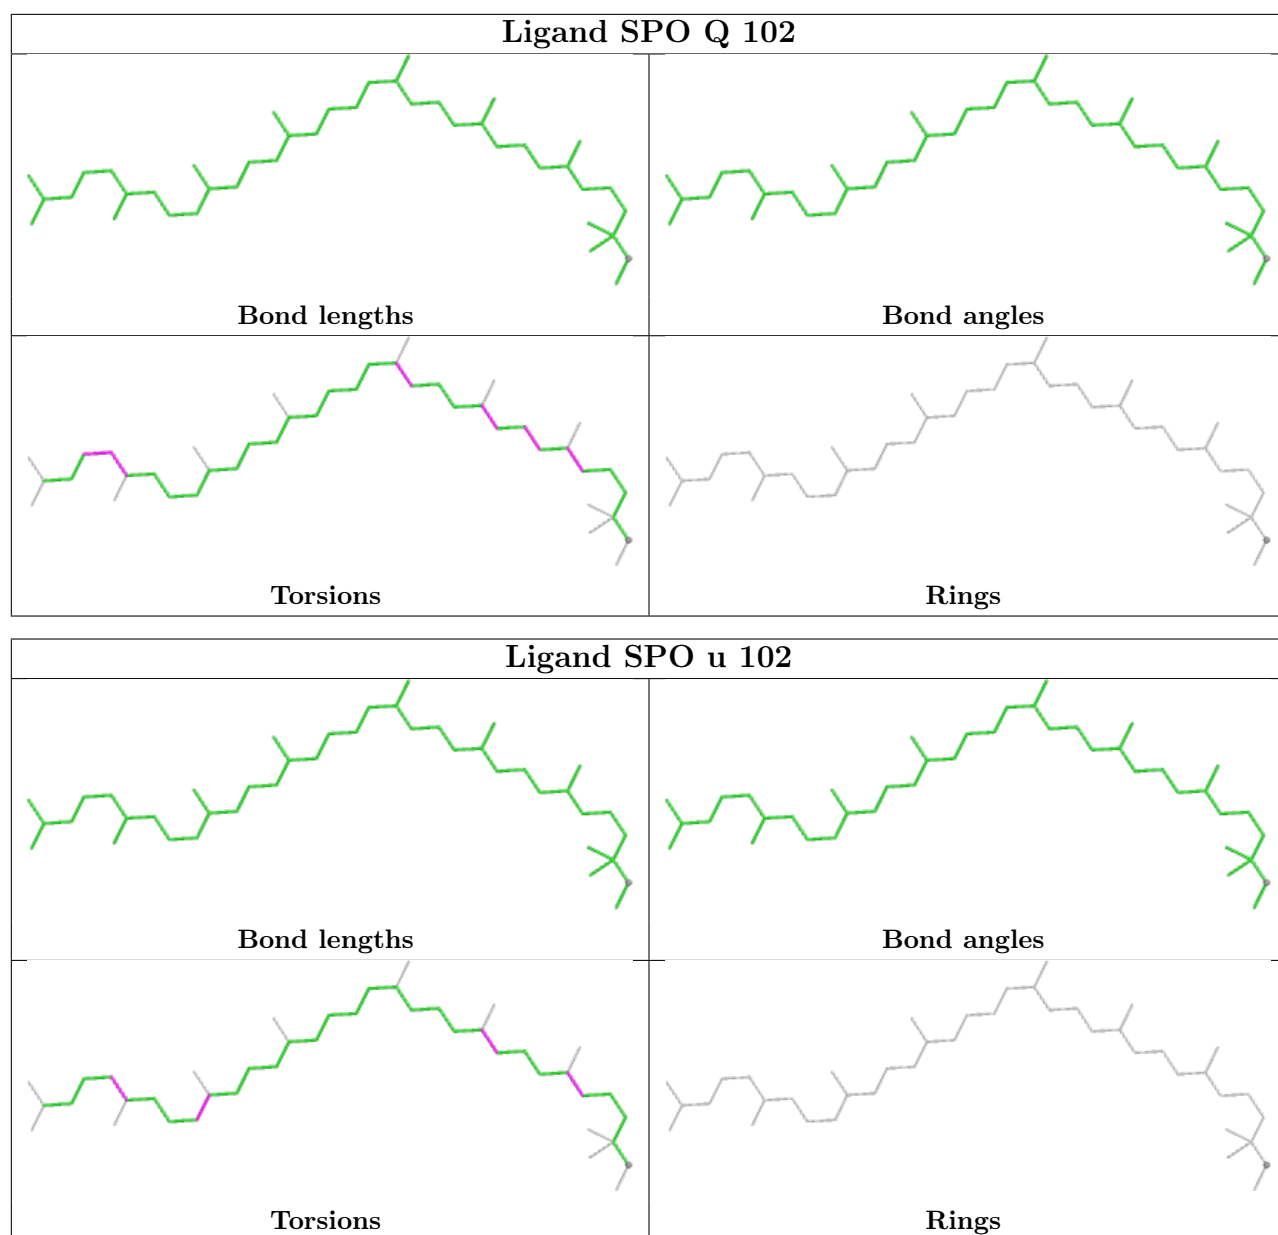 Ligand SPO Q 102
Bond lengths
Bond angles
Torsions
Rings
Ligand SPO u 102
Bond lengths
Bond angles
Torsions
Rings